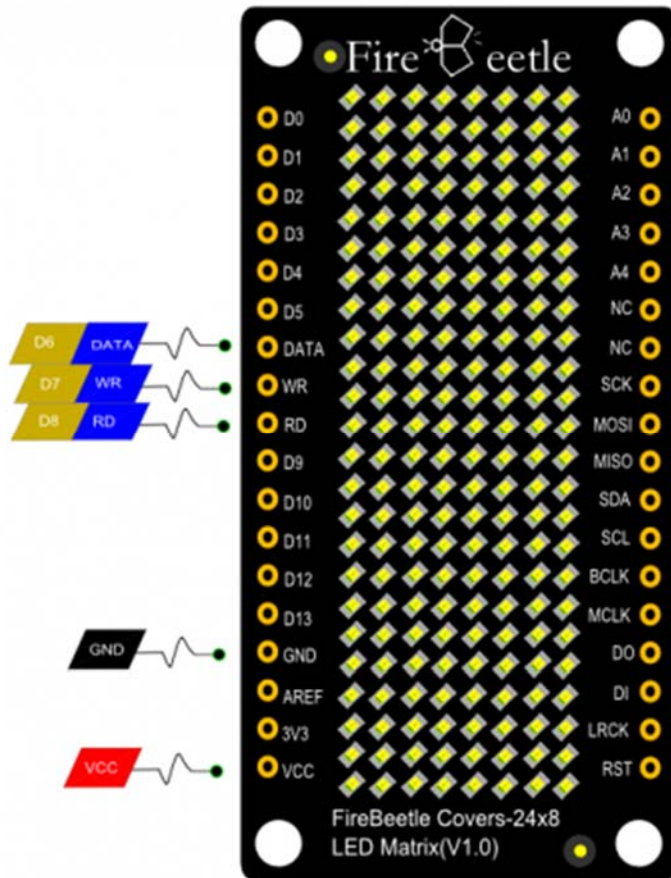 Fire eetle
D0 A0
D1 A1
D2 A2
D3 A3
D4 A4
D5 NC
D6 DATA DATA NC
D7 WR WR SCK
D8 RD RD MOSI
D9 MISO
D10 SDA
D11 SCL
D12 BCLK
D13 MCLK
GND GND DO
AREF DI
3V3 LRCK
VCC VCC RST
FireBeetle Covers-24x8
LED Matrix(V1.0)